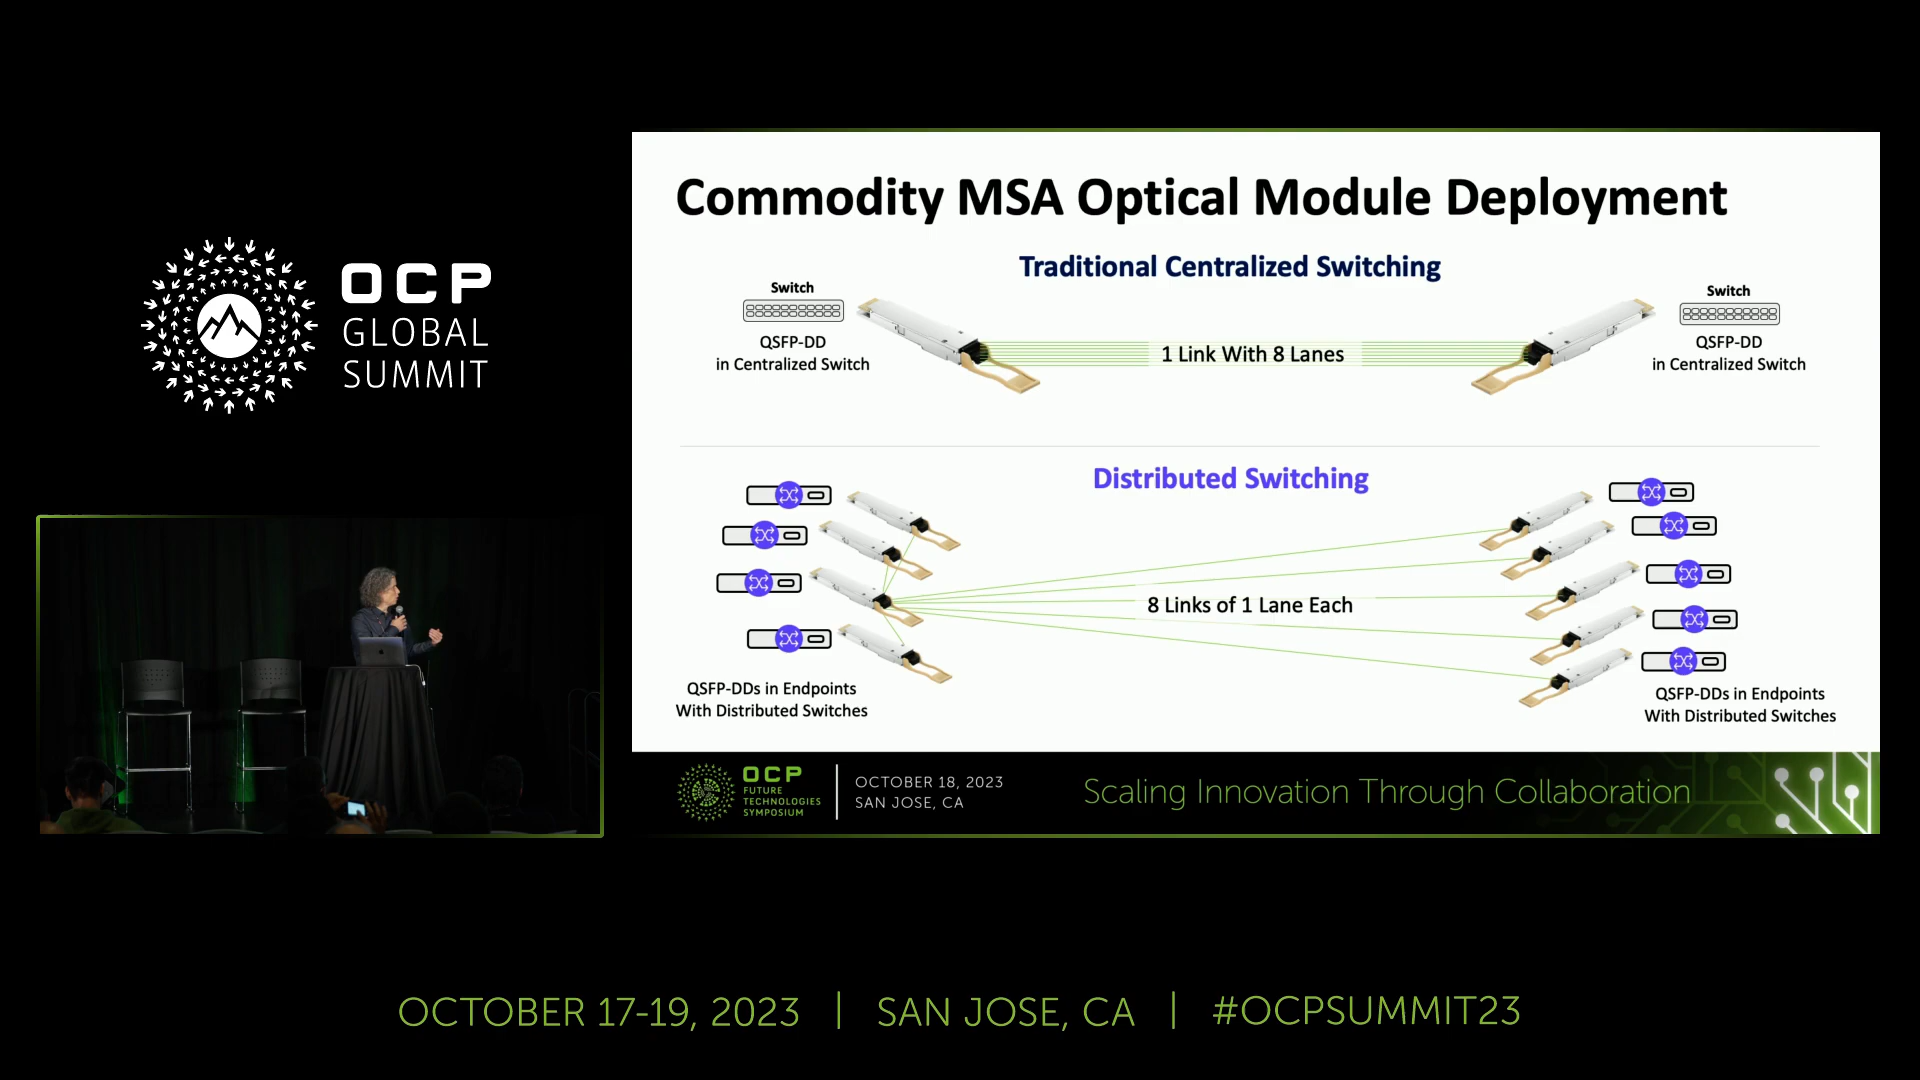 OCP
GLOBAL
SUMMIT
Commodity MSA Optical Module Deployment
Traditional Centralized Switching
Switch
QSFP-DD
in Centralized Switch
1 Link With 8 Lanes
Switch
QSFP-DD
in Centralized Switch
Distributed Switching
8 Links of 1 Lane Each
QSFP-DDs in Endpoints
With Distributed Switches
QSFP-DDs in Endpoints
With Distributed Switches
OCP
FUTURE
TECHNOLOGIES
SYMPOSIUM
OCTOBER 18, 2023
SAN JOSE, CA
Scaling Innovation Through Collaboration
OCTOBER 17-19, 2023 | SAN JOSE, CA | #OCPSUMMIT23